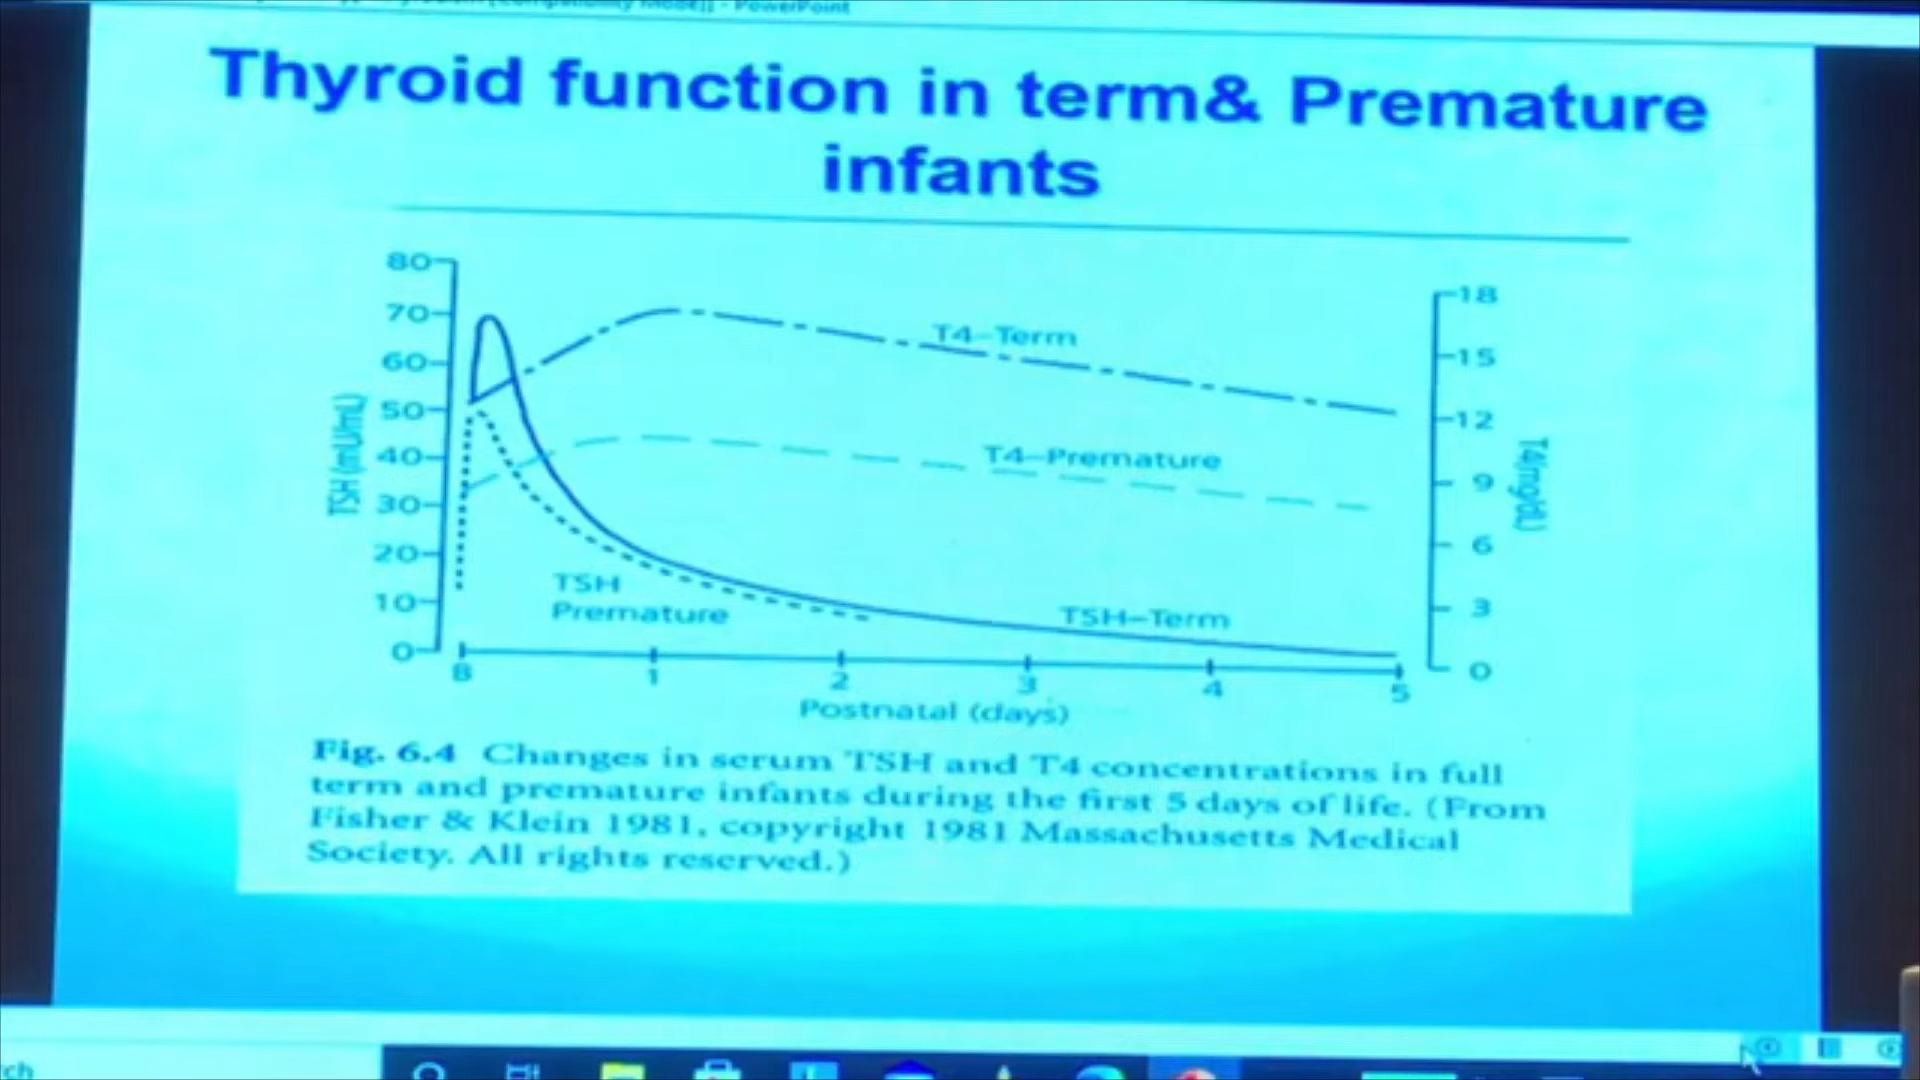 PowerPoint
Thyroid function in term& Premature
infants
80
70
60
50
40
30
20
10
0
TSH (mU/mL)
18
15
12
9
6
3
0
T4(mg/dL)
T4–Term
T4–Premature
TSH
Premature
TSH–Term
B
1
2
3
4
5
Postnatal (days)
Fig. 6.4 Changes in serum TSH and T4 concentrations in full
term and premature infants during the first 5 days of life. (From
Fisher & Klein 1981, copyright 1981 Massachusetts Medical
Society. All rights reserved.)
rch